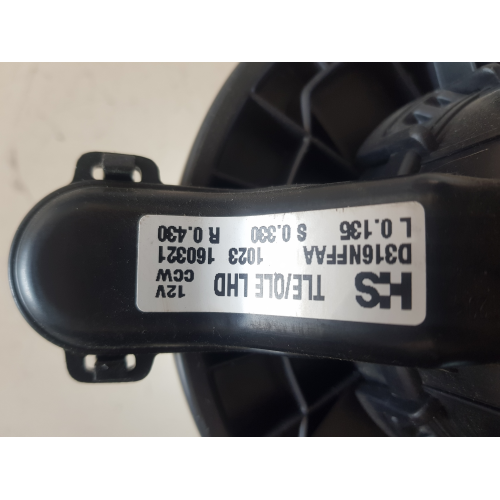 HS TLE/QLE LHD 12V CCW
D316NFFAA 1023 160321
L 0.135 S 0.330 R 0.430